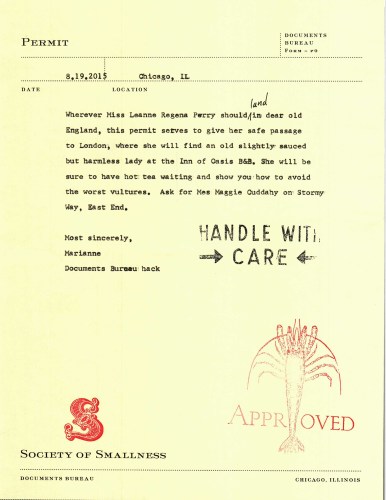 PERMIT
DOCUMENTS
BUREAU
FORM – P9
8.19.2015 Chicago, IL
DATE LOCATION
land
Wherever Miss Leanne Regena Perry should in dear old
England, this permit serves to give her safe passage
to London, where she will find an old slightly sauced
but harmless lady at the Inn of Oasis B&B. She will be
sure to have hot tea waiting and show you how to avoid
the worst vultures. Ask for Mes Maggie Cuddahy on Stormy
Way, East End.
Most sincerely,
Marianne
Documents Bureau hack
HANDLE WITH
CARE
APPROVED
SS
SOCIETY OF SMALLNESS
DOCUMENTS BUREAU CHICAGO, ILLINOIS